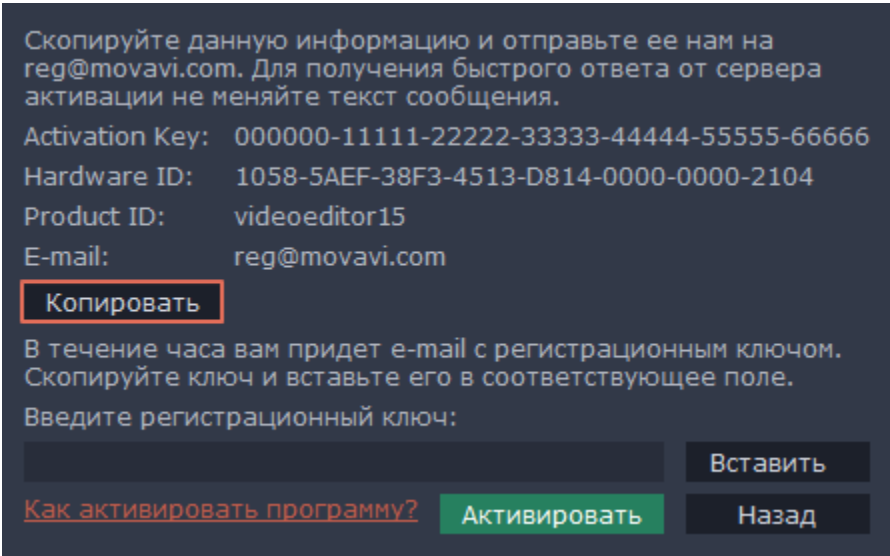 Скопируйте данную информацию и отправьте ее нам на
reg@movavi.com. Для получения быстрого ответа от сервера
активации не меняйте текст сообщения.
Activation Key: 000000-11111-22222-33333-44444-55555-66666
Hardware ID: 1058-5AEF-38F3-4513-D814-0000-0000-2104
Product ID: videoeditor15
E-mail: reg@movavi.com
Копировать
В течение часа вам придет e-mail с регистрационным ключом.
Скопируйте ключ и вставьте его в соответствующее поле.
Введите регистрационный ключ:
Вставить
Как активировать программу? Активировать Назад